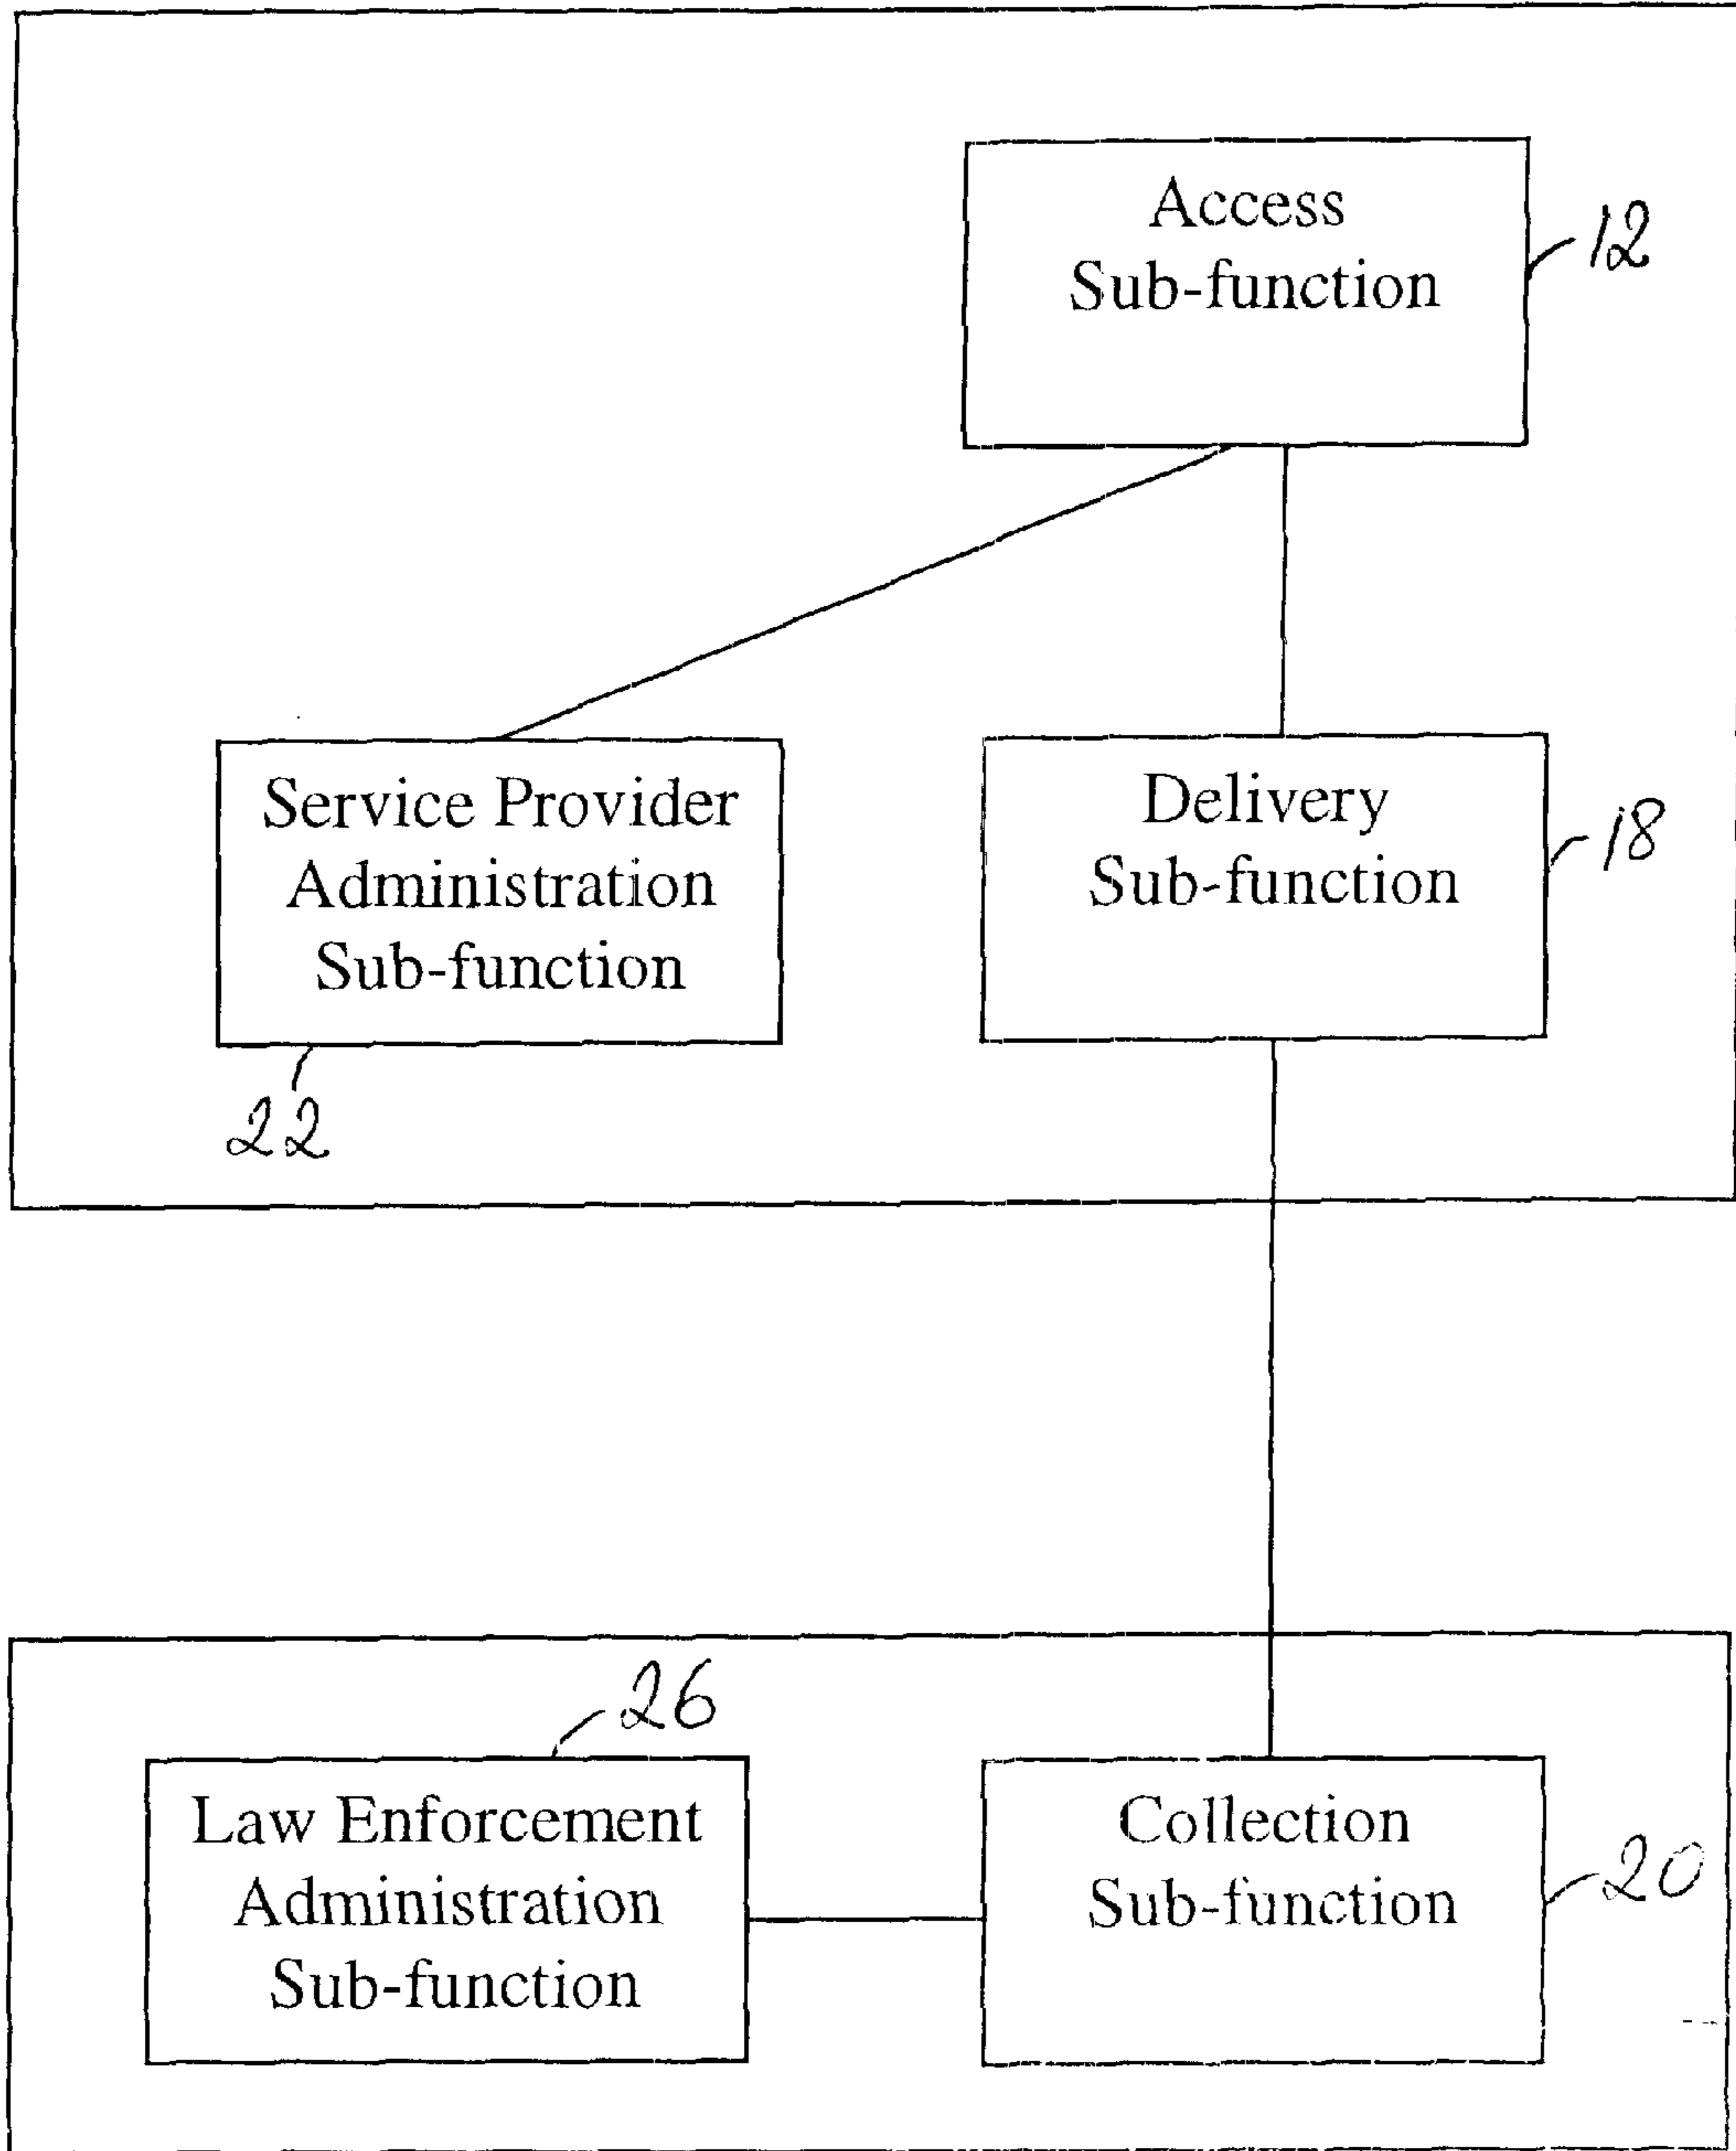 Access
Sub-function
12
Service Provider
Administration
Sub-function
22
Delivery
Sub-function
18
26
Law Enforcement
Administration
Sub-function
Collection
Sub-function
20